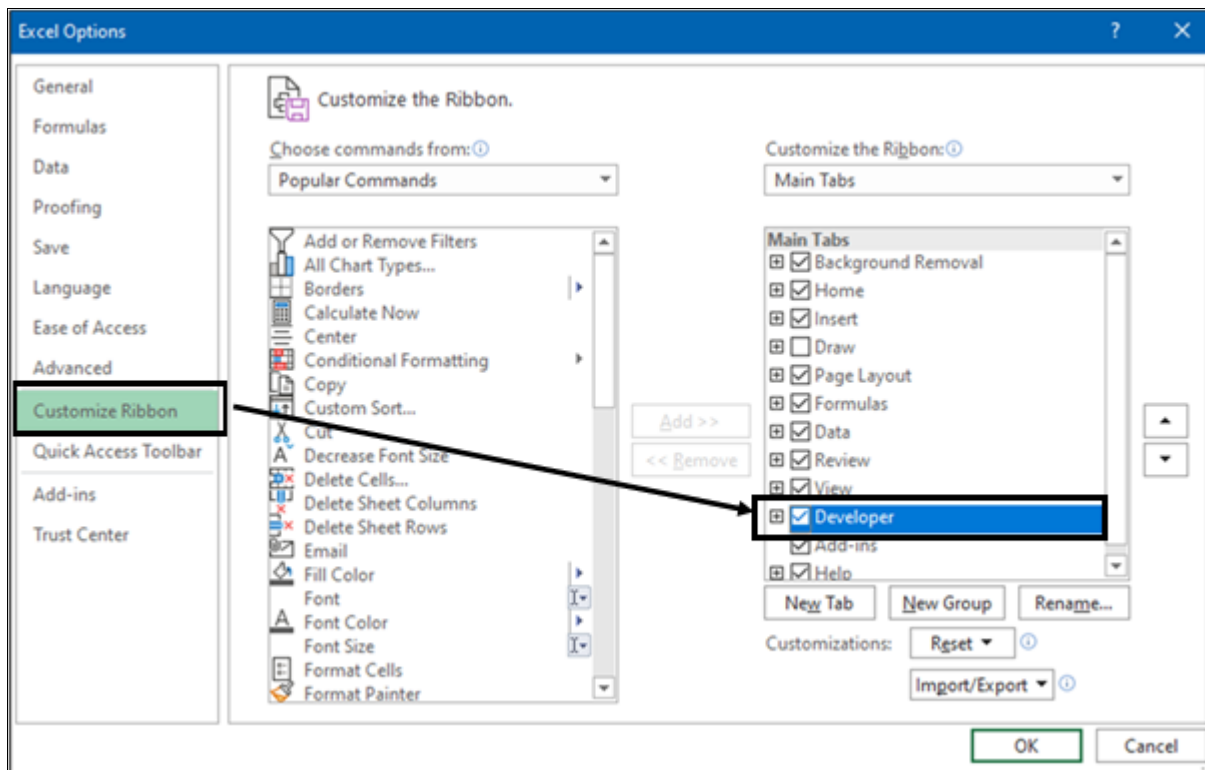 Excel Options
?
General
Formulas
Data
Proofing
Save
Language
Ease of Access
Advanced
Customize Ribbon
Quick Access Toolbar
Add-ins
Trust Center
Customize the Ribbon.
Choose commands from:
Popular Commands
Add or Remove Filters
All Chart Types...
Borders
Calculate Now
Center
Conditional Formatting
Copy
Custom Sort...
Cut
Decrease Font Size
Delete Cells...
Delete Sheet Columns
Delete Sheet Rows
Email
Fill Color
Font
Font Color
Font Size
Format Cells
Format Painter
Add >>
<< Remove
Customize the Ribbon:
Main Tabs
Main Tabs
Background Removal
Home
Insert
Draw
Page Layout
Formulas
Data
Review
View
Developer
Add-ins
Help
New Tab
New Group
Rename...
Customizations:
Reset
Import/Export
OK
Cancel